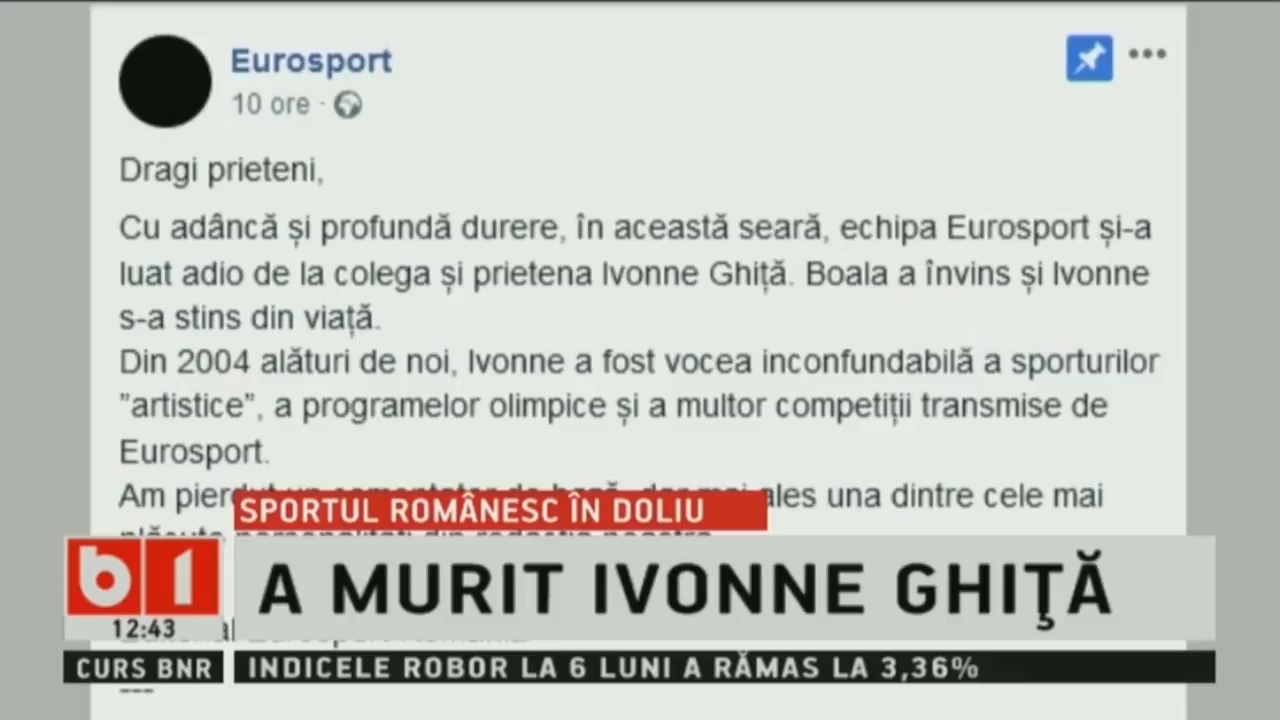 Eurosport
10 ore ·
Dragi prieteni,
Cu adâncă și profundă durere, în această seară, echipa Eurosport și-a
luat adio de la colega și prietena Ivonne Ghiță. Boala a învins și Ivonne
s-a stins din viață.
Din 2004 alături de noi, Ivonne a fost vocea inconfundabilă a sporturilor
”artistice”, a programelor olimpice și a multor competiții transmise de
Eurosport.
Am ales una dintre cele mai
SPORTUL ROMÂNESC ÎN DOLIU
b1
A MURIT IVONNE GHIŢĂ
12:43
CURS BNR
INDICELE ROBOR LA 6 LUNI A RĂMAS LA 3,36%
---